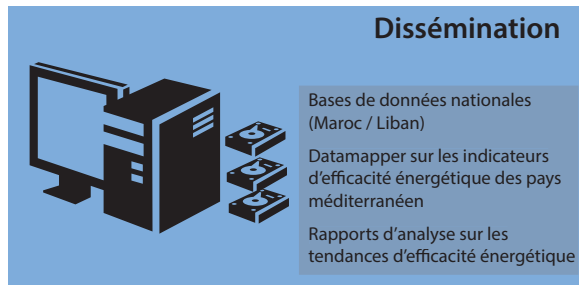 Dissémination
Bases de données nationales
(Maroc / Liban)
Datamapper sur les indicateurs
d’efficacité énergétique des pays
méditerranéen
Rapports d’analyse sur les
tendances d’efficacité énergétique